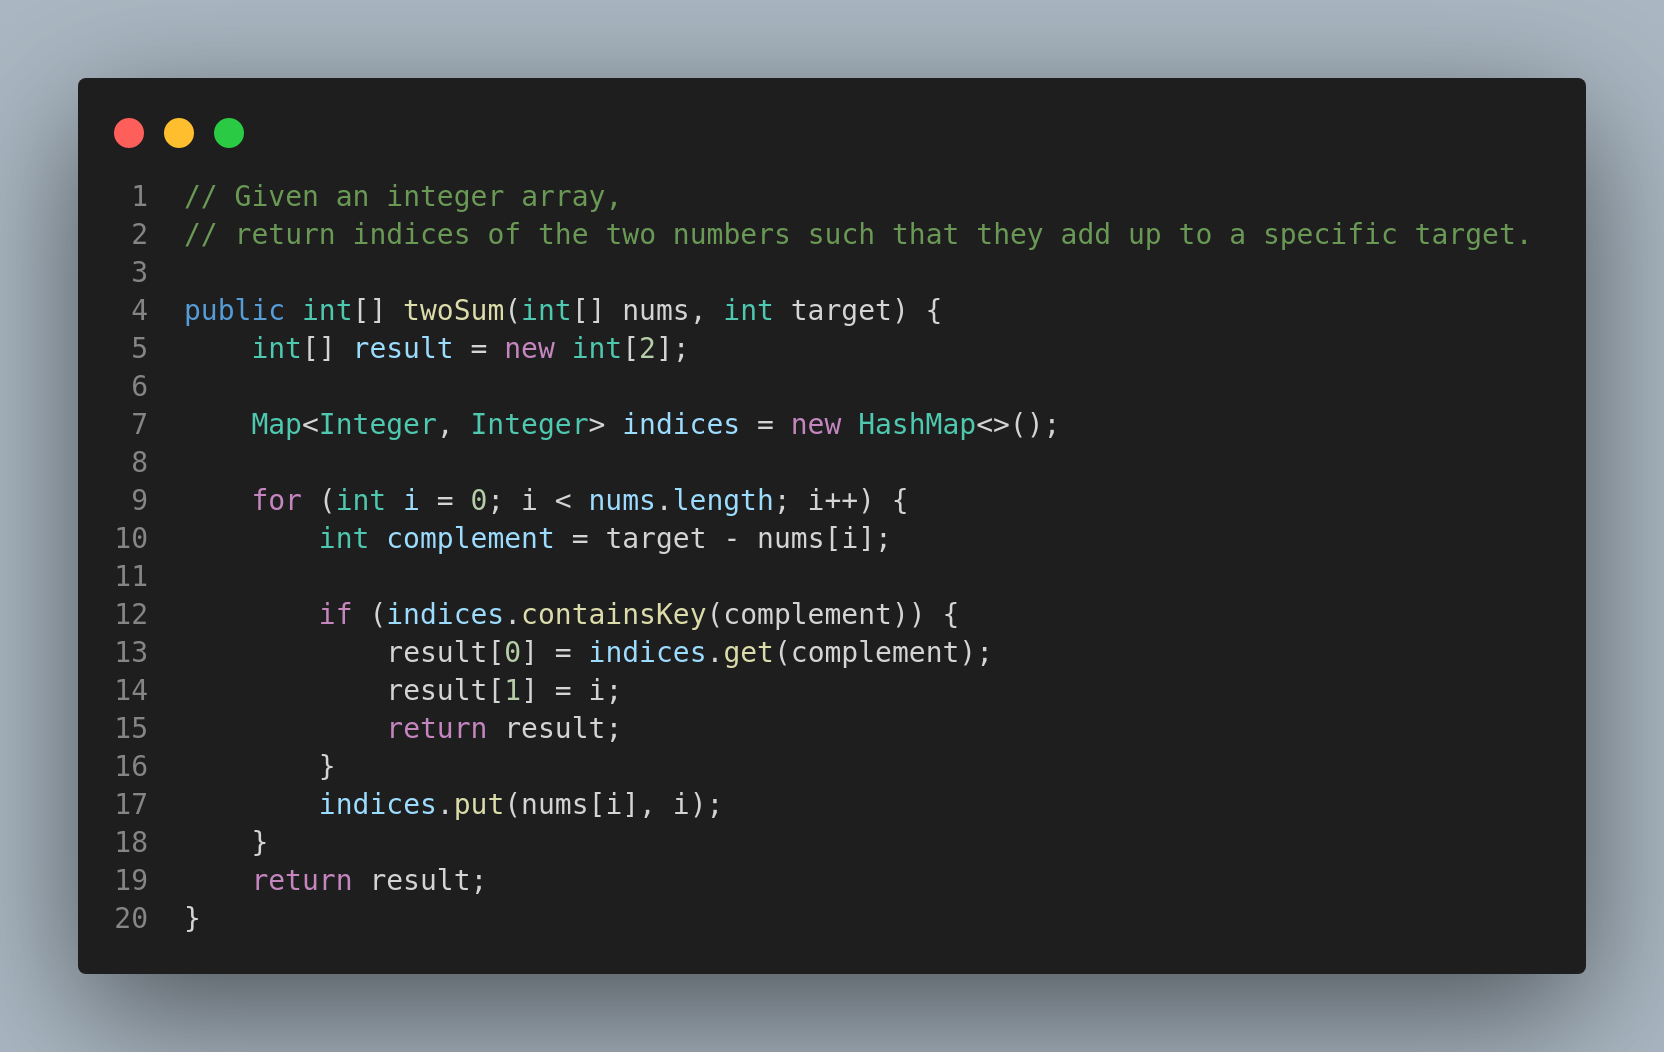 1 // Given an integer array,
2 // return indices of the two numbers such that they add up to a specific target.
3
4 public int[] twoSum(int[] nums, int target) {
5     int[] result = new int[2];
6
7     Map<Integer, Integer> indices = new HashMap<>();
8
9     for (int i = 0; i < nums.length; i++) {
10         int complement = target - nums[i];
11
12         if (indices.containsKey(complement)) {
13             result[0] = indices.get(complement);
14             result[1] = i;
15             return result;
16         }
17         indices.put(nums[i], i);
18     }
19     return result;
20 }